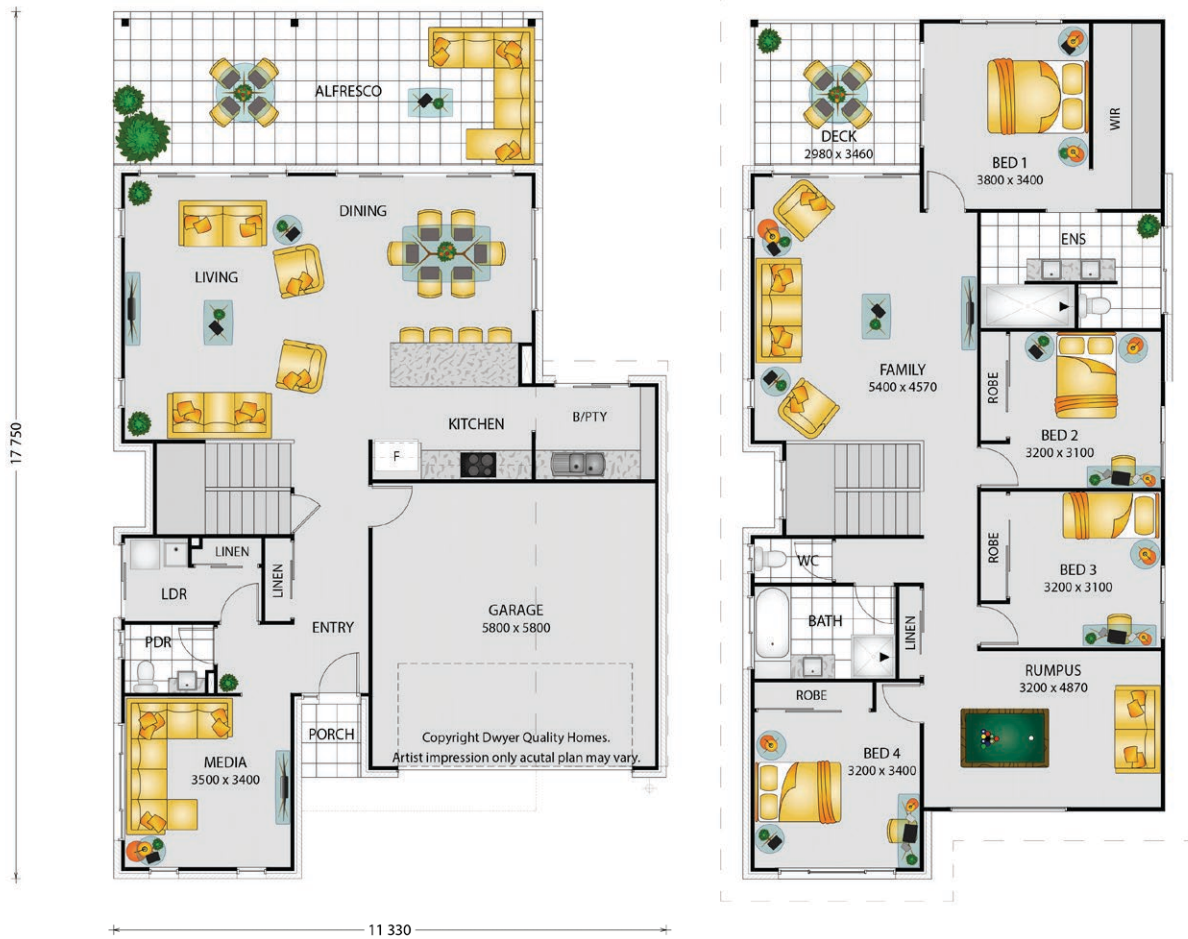 ALFRESCO
DINING
LIVING
KITCHEN
B/PTY
F
LINEN
LINEN
LDR
PDR
ENTRY
GARAGE
5800 x 5800
PORCH
MEDIA
3500 x 3400
Copyright Dwyer Quality Homes.
Artist impression only acutal plan may vary.
17 750
11 330
DECK
2980 x 3460
BED 1
3800 x 3400
WIR
ENS
FAMILY
5400 x 4570
ROBE
BED 2
3200 x 3100
ROBE
BED 3
3200 x 3100
WC
BATH
LINEN
RUMPUS
3200 x 4870
ROBE
BED 4
3200 x 3400